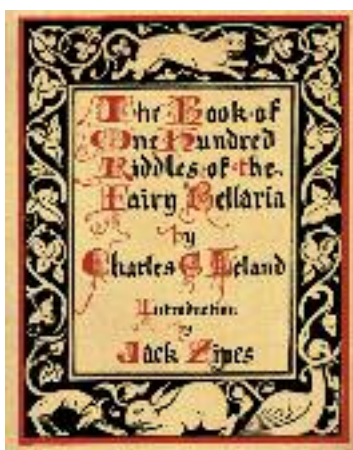 The Book of
One Hundred
Riddles of the
Fairy Bellaria
by
Charles G Leland
Introduction
by
Jack Zipes